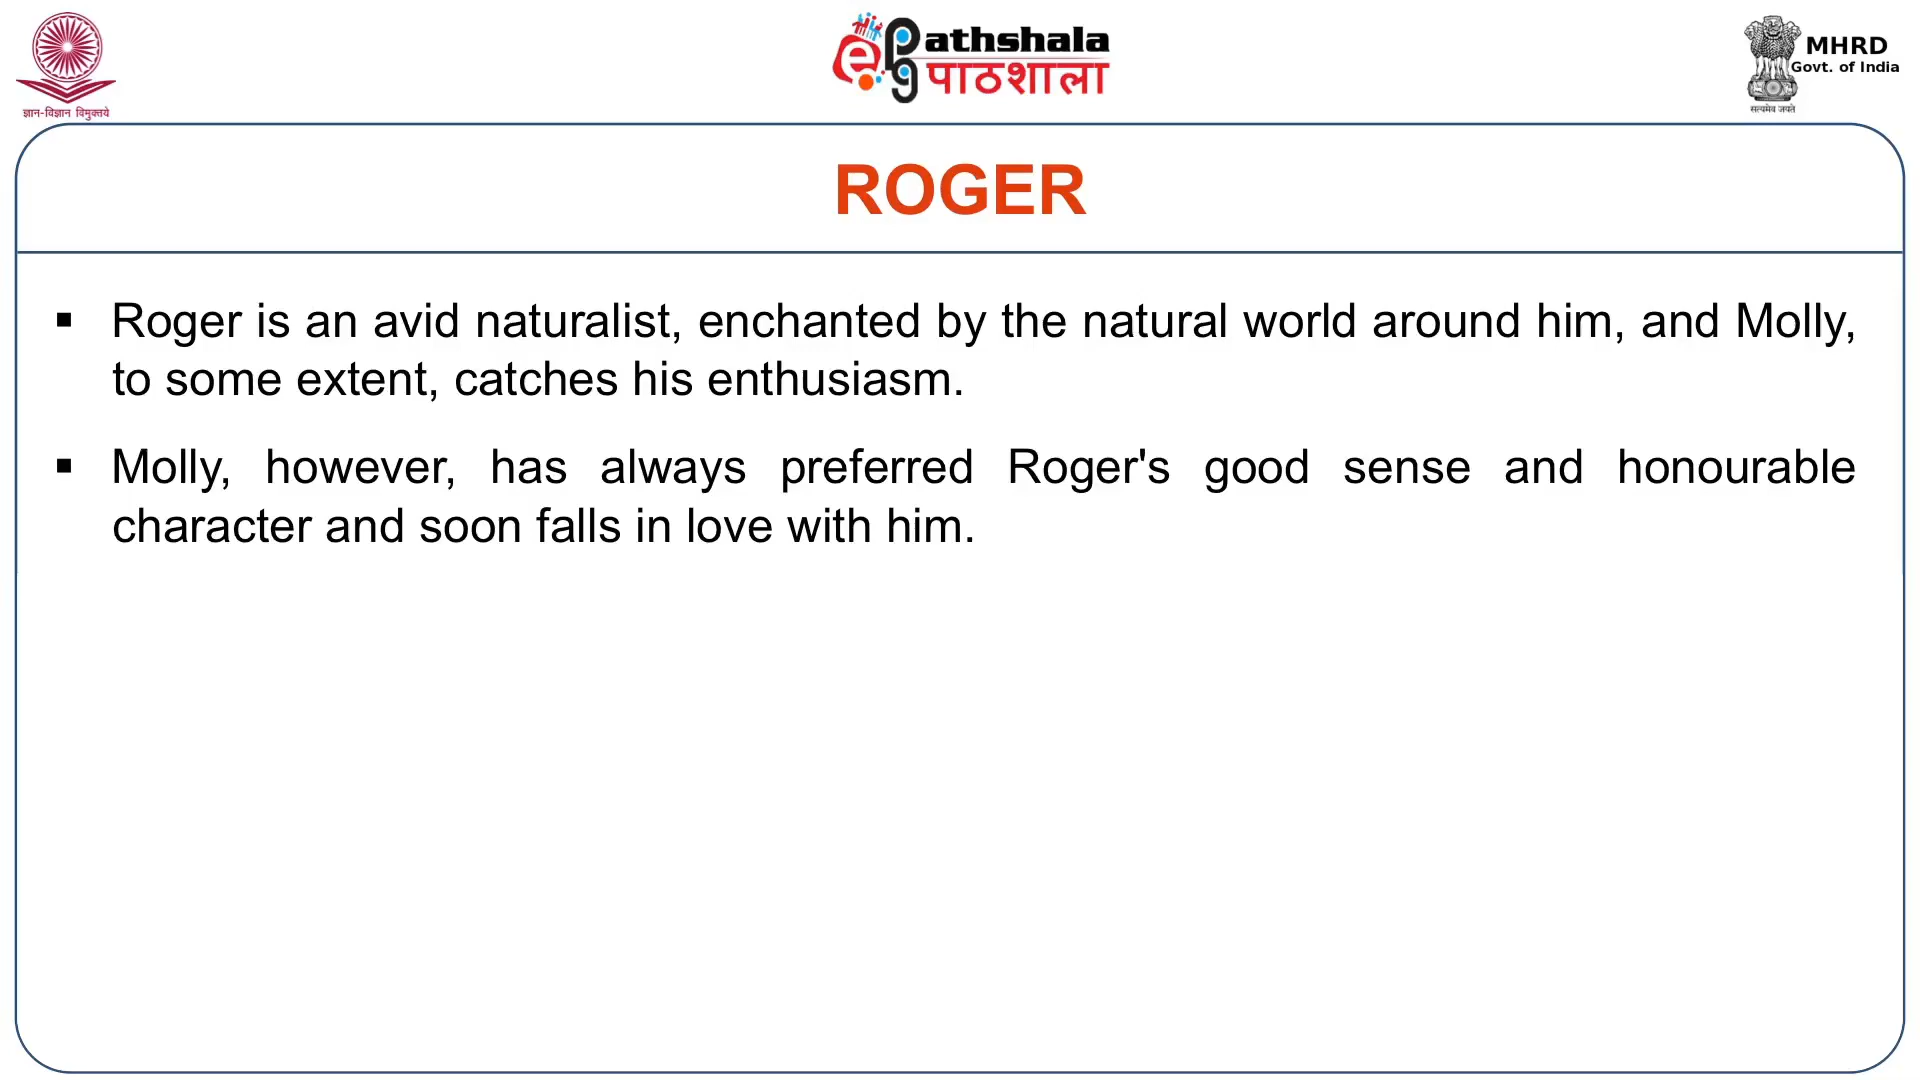 ज्ञान-विज्ञान विमुक्तये
ePathshala
पाठशाला
MHRD
Govt. of India
सत्यमेव जयते
ROGER
▪ Roger is an avid naturalist, enchanted by the natural world around him, and Molly,
to some extent, catches his enthusiasm.
▪ Molly, however, has always preferred Roger's good sense and honourable
character and soon falls in love with him.